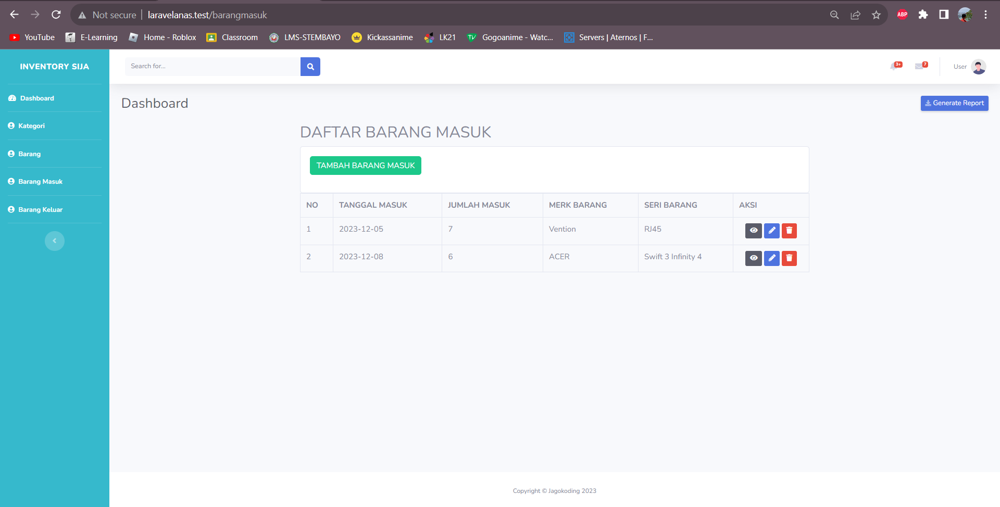 Not secure | laravelanas.test/barangmasuk
ABP
YouTube E-Learning Home - Roblox Classroom LMS-STEMBAYO Kickassanime LK21 TV Gogoanime - Watc... Servers | Aternos | F...
INVENTORY SIJA
Search for...
3+ 7 User
Dashboard
Kategori
Barang
Barang Masuk
Barang Keluar
Dashboard
Generate Report
DAFTAR BARANG MASUK
TAMBAH BARANG MASUK
NO TANGGAL MASUK JUMLAH MASUK MERK BARANG SERI BARANG AKSI
1 2023-12-05 7 Vention RJ45
2 2023-12-08 6 ACER Swift 3 Infinity 4
Copyright © Jagokoding 2023